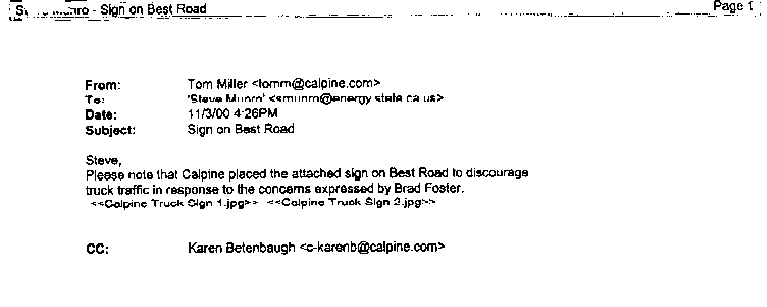 Munro - Sign on Best Road Page 1
From: Tom Miller <tomm@calpine.com>
To: 'Steve Munro' <smunro@energy.state.ca.us>
Date: 11/3/00 4:26PM
Subject: Sign on Best Road
Steve,
Please note that Calpine placed the attached sign on Best Road to discourage
truck traffic in response to the concerns expressed by Brad Foster.
<<Calpine Truck Sign 1.jpg>> <<Calpine Truck Sign 2.jpg>>
CC: Karen Betenbaugh <c-karenb@calpine.com>